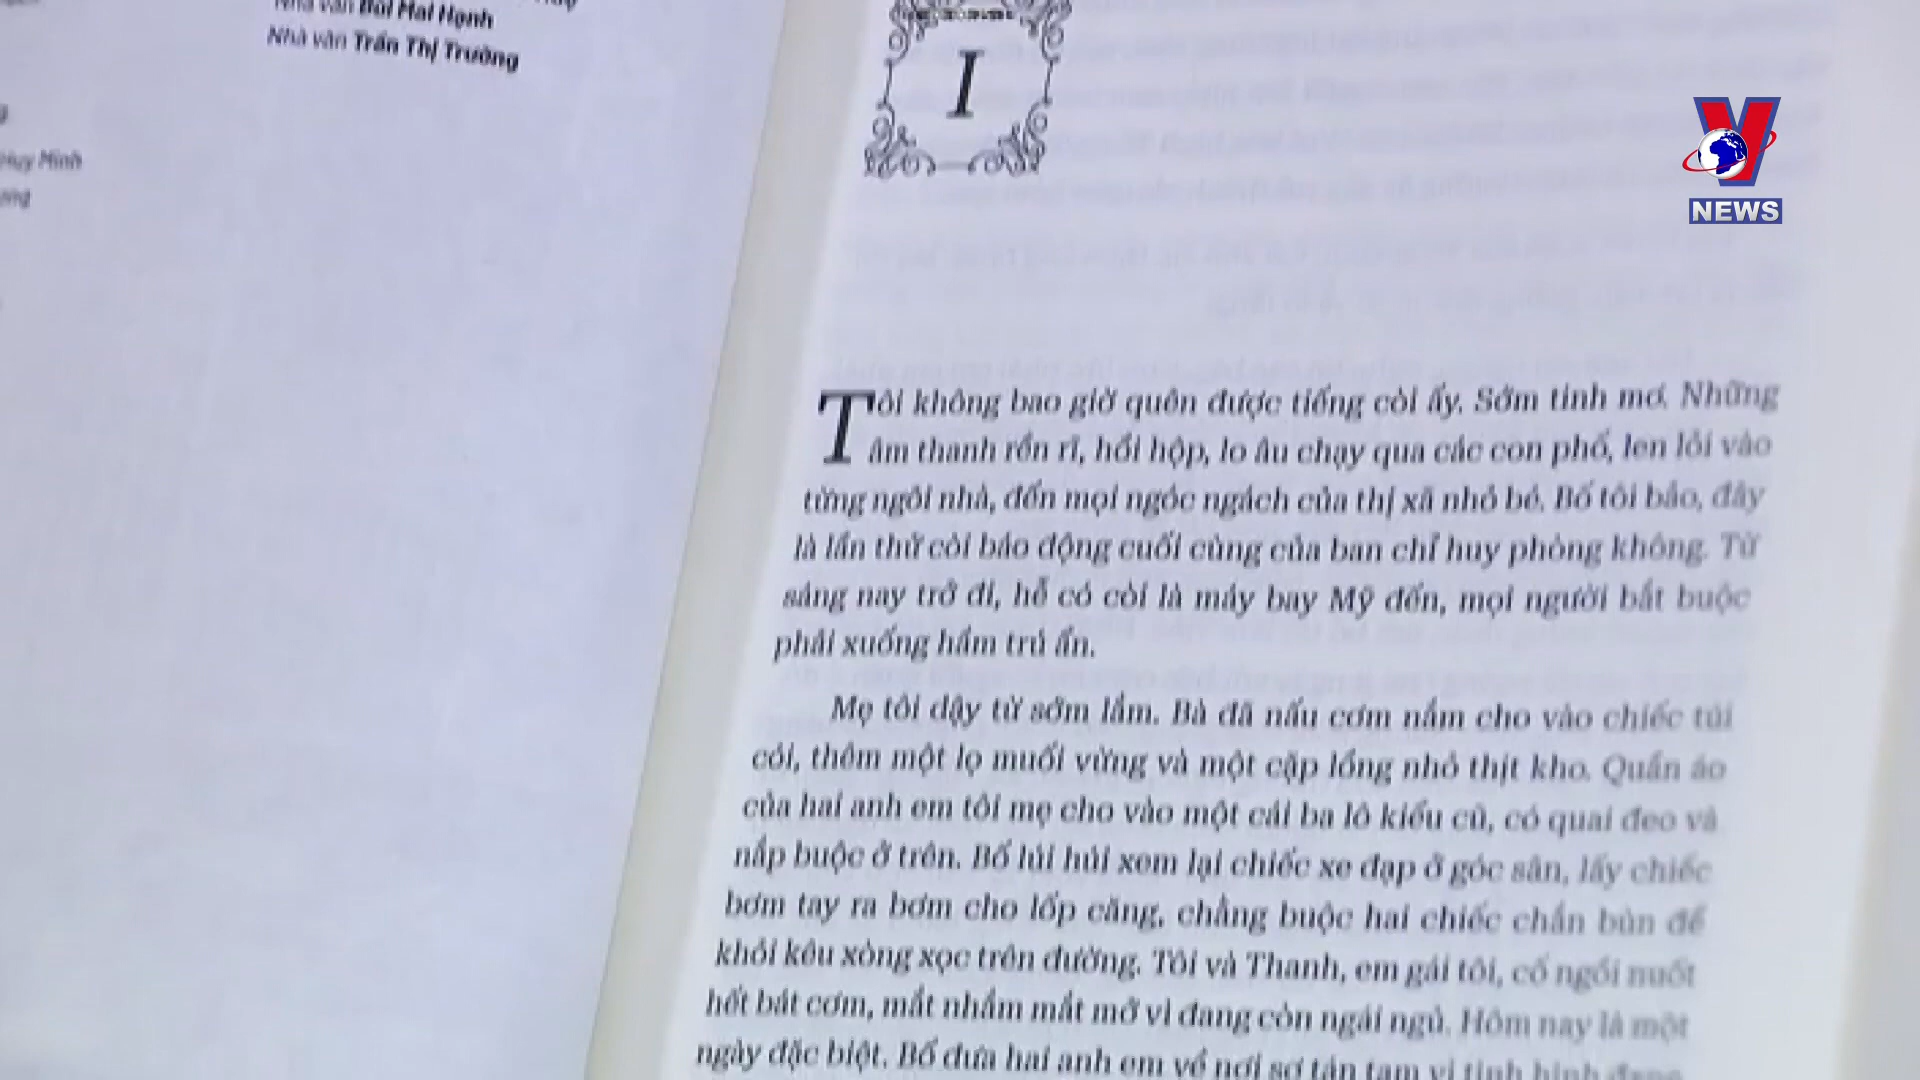 Nhà văn Bùi Mai Hạnh
Nhà văn Trần Thị Trường
Huy Minh
I
V
NEWS
Tôi không bao giờ quên được tiếng còi ấy. Sớm tinh mơ. Những
âm thanh rền rĩ, hồi hộp, lo âu chạy qua các con phố, len lỏi vào
từng ngôi nhà, đến mọi ngóc ngách của thị xã nhỏ bé. Bố tôi bảo, đây
là lần thử còi báo động cuối cùng của ban chỉ huy phòng không. Từ
sáng nay trở đi, hễ có còi là máy bay Mỹ đến, mọi người bắt buộc
phải xuống hầm trú ẩn.
Mẹ tôi dậy từ sớm lắm. Bà đã nấu cơm nắm cho vào chiếc túi
cói, thêm một lọ muối vừng và một cặp lồng nhỏ thịt kho. Quần áo
của hai anh em tôi mẹ cho vào một cái ba lô kiểu cũ, có quai đeo và
nắp buộc ở trên. Bố lúi húi xem lại chiếc xe đạp ở góc sân, lấy chiếc
bơm tay ra bơm cho lốp căng, chằng buộc hai chiếc chắn bùn để
khỏi kêu xòng xọc trên đường. Tôi và Thanh, em gái tôi, cố ngồi nuốt
hết bát cơm, mắt nhắm mắt mở vì đang còn ngái ngủ. Hôm nay là một
ngày đặc biệt. Bố đưa hai anh em về nơi sơ tán tạm vì tình hình đang